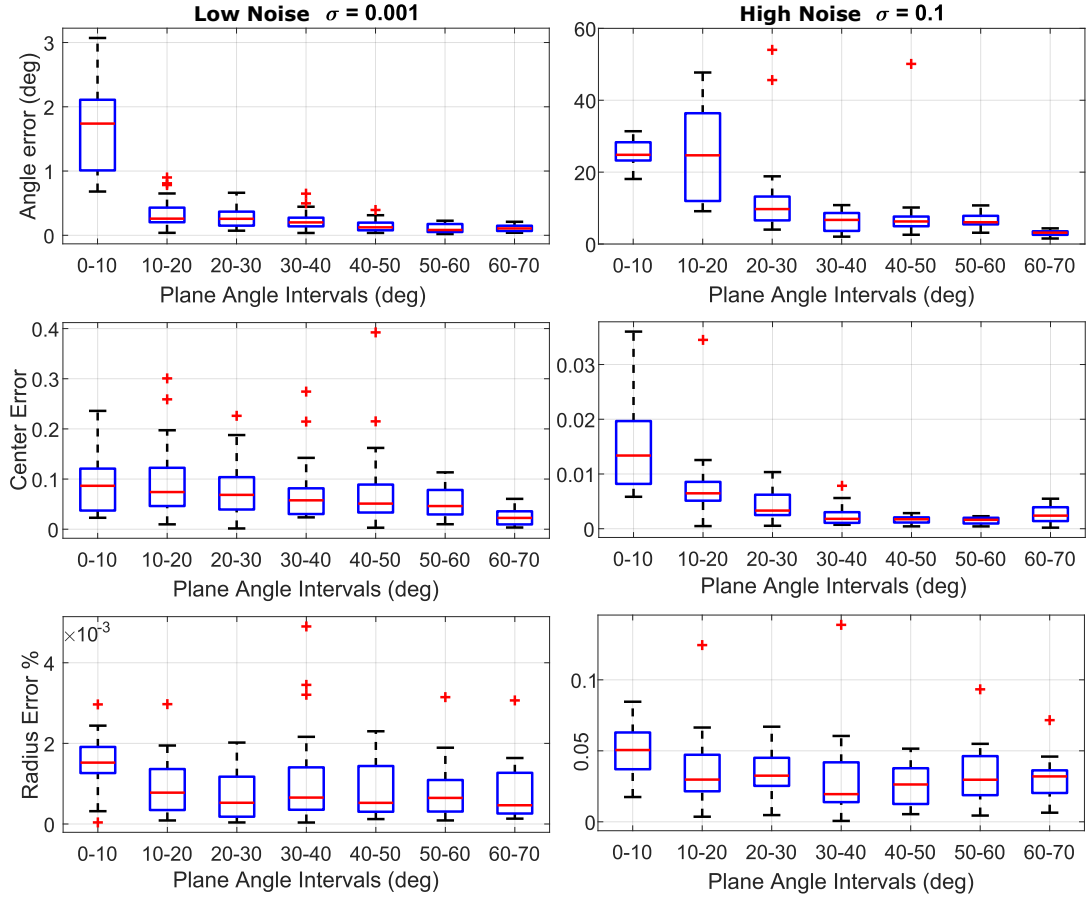 Low Noise σ = 0.001
3
2
1
0
Angle error (deg)
0-10 10-20 20-30 30-40 40-50 50-60 60-70
Plane Angle Intervals (deg)
High Noise σ = 0.1
60
40
20
0
0-10 10-20 20-30 30-40 40-50 50-60 60-70
Plane Angle Intervals (deg)
0.4
0.3
0.2
0.1
0
Center Error
0-10 10-20 20-30 30-40 40-50 50-60 60-70
Plane Angle Intervals (deg)
0.03
0.02
0.01
0
0-10 10-20 20-30 30-40 40-50 50-60 60-70
Plane Angle Intervals (deg)
×10⁻³
4
2
0
Radius Error %
0-10 10-20 20-30 30-40 40-50 50-60 60-70
Plane Angle Intervals (deg)
0.1
0.05
0
0-10 10-20 20-30 30-40 40-50 50-60 60-70
Plane Angle Intervals (deg)